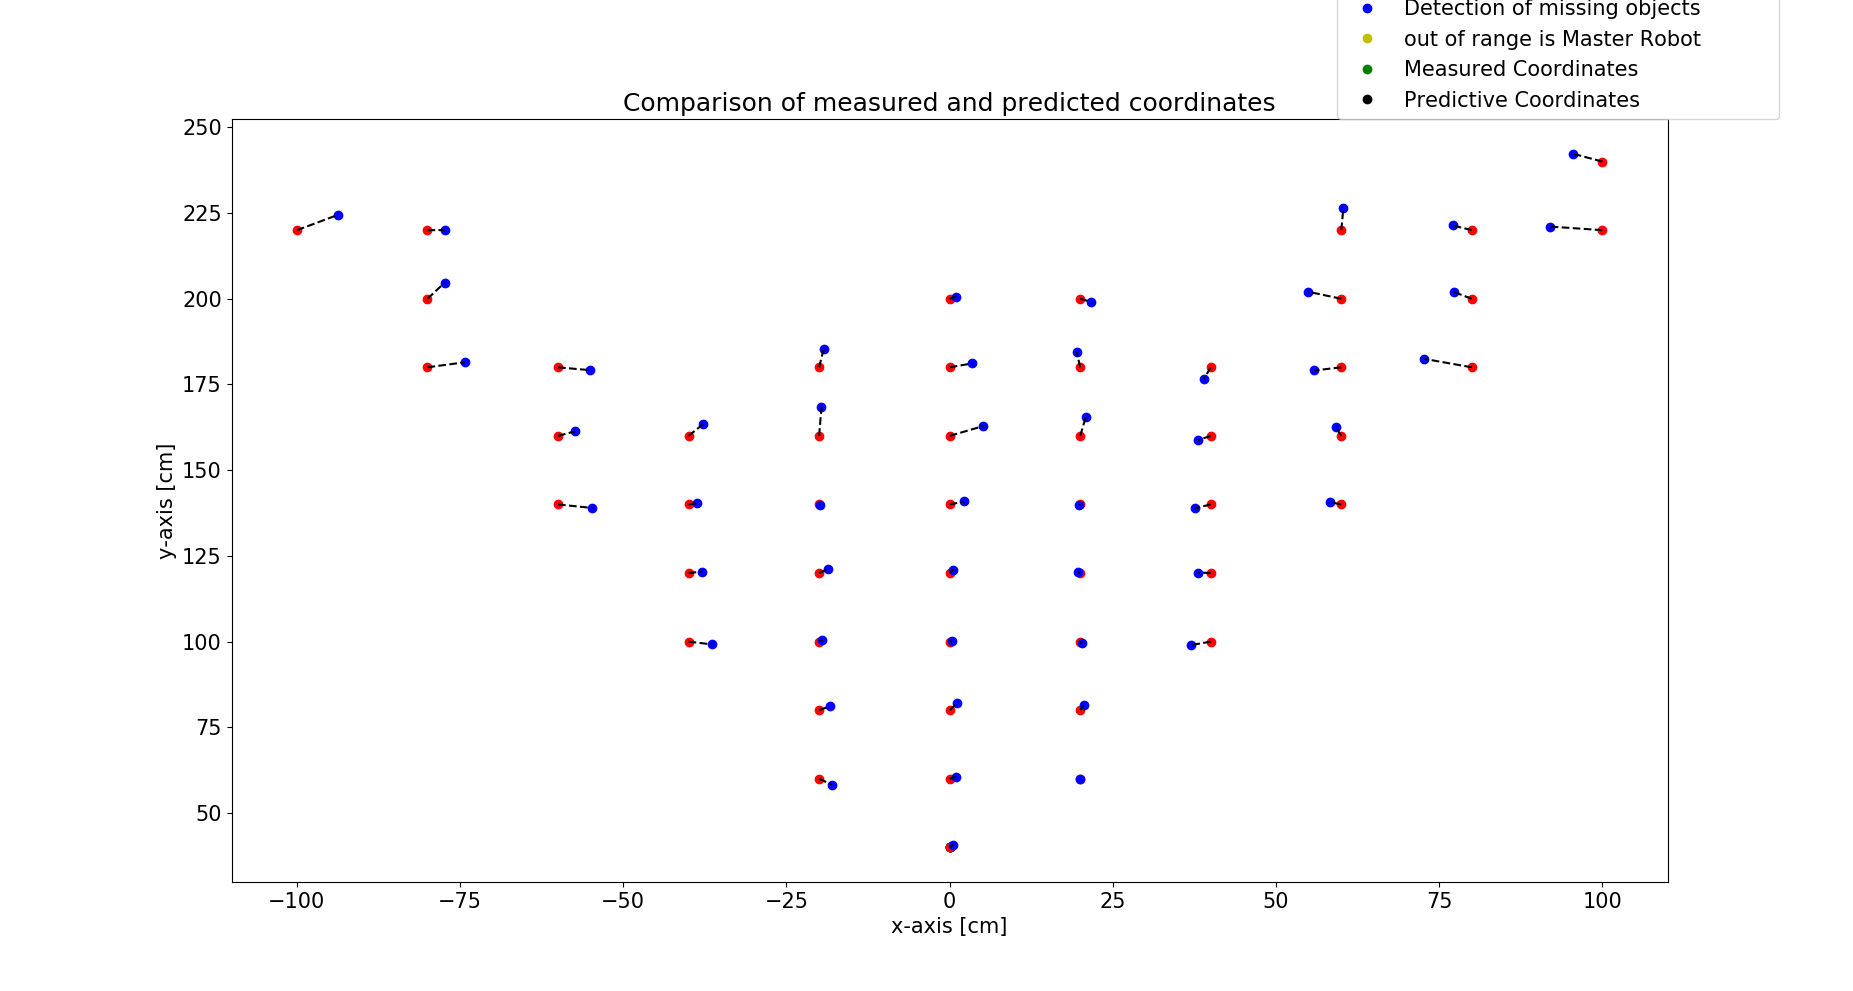 Detection of missing objects
out of range is Master Robot
Measured Coordinates
Predictive Coordinates
Comparison of measured and predicted coordinates
250
225
200
175
150
125
100
75
50
y-axis [cm]
−100 −75 −50 −25 0 25 50 75 100
x-axis [cm]